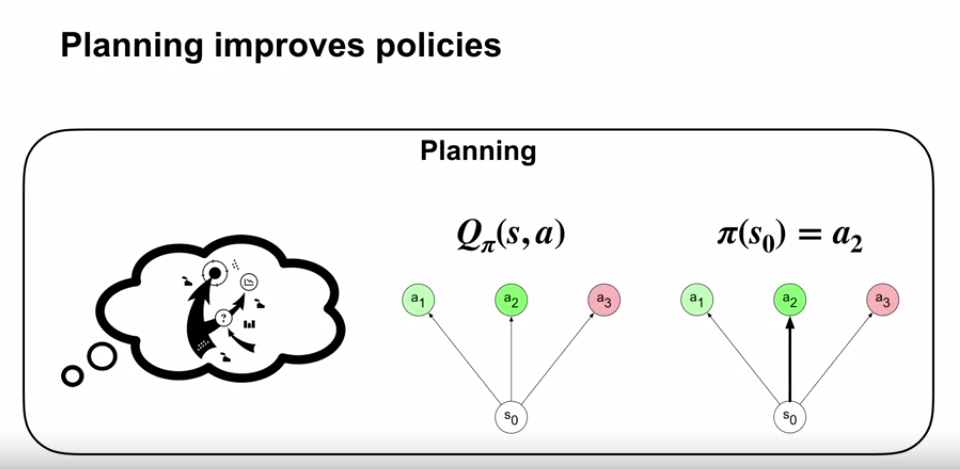 Planning improves policies
Planning
Qπ(s,a)
π(s₀) = a₂
a₁ a₂ a₃ a₁ a₂ a₃
?
s₀ s₀